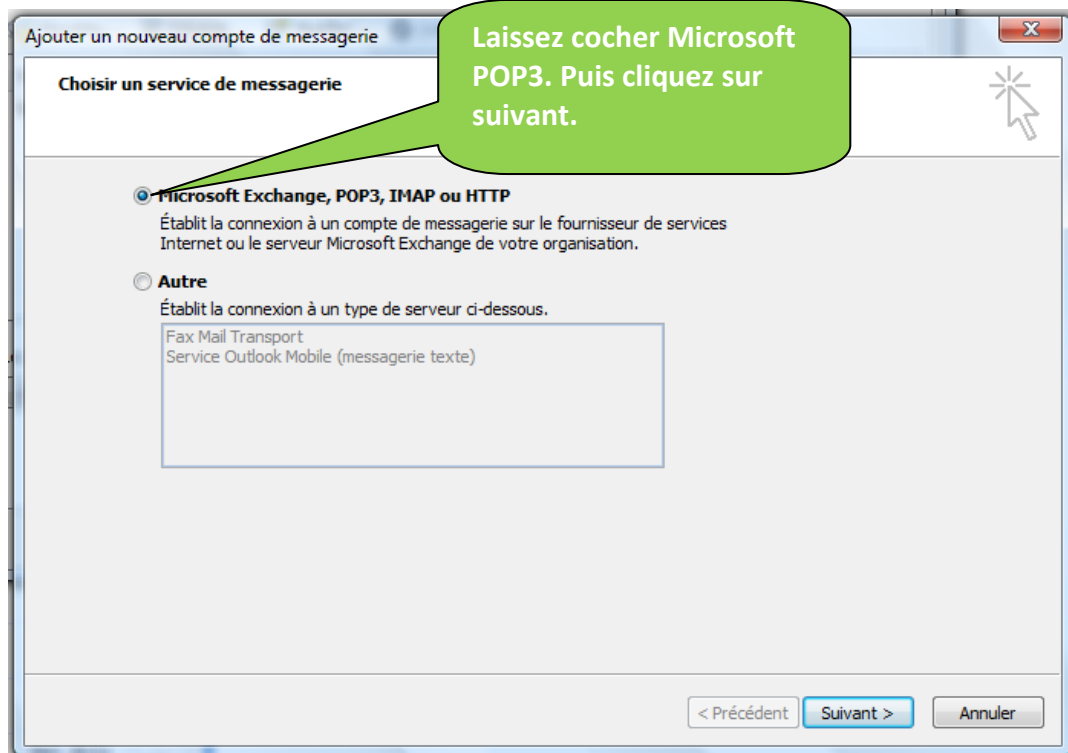 Ajouter un nouveau compte de messagerie
Laissez cocher Microsoft
POP3. Puis cliquez sur
suivant.
Choisir un service de messagerie
Microsoft Exchange, POP3, IMAP ou HTTP
Établit la connexion à un compte de messagerie sur le fournisseur de services
Internet ou le serveur Microsoft Exchange de votre organisation.
Autre
Établit la connexion à un type de serveur ci-dessous.
Fax Mail Transport
Service Outlook Mobile (messagerie texte)
< Précédent
Suivant >
Annuler